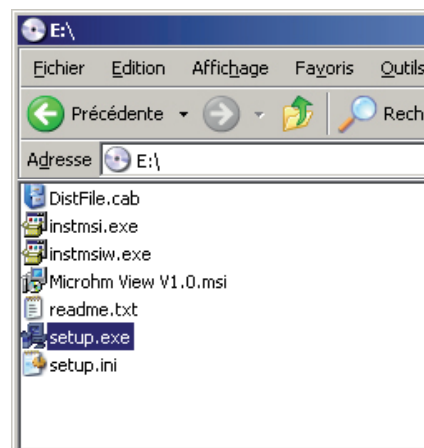 E:\
Fichier Edition Affichage Favoris Outils
Précédente Rech
Adresse E:\
DistFile.cab
instmsi.exe
instmsiw.exe
Microhm View V1.0.msi
readme.txt
setup.exe
setup.ini